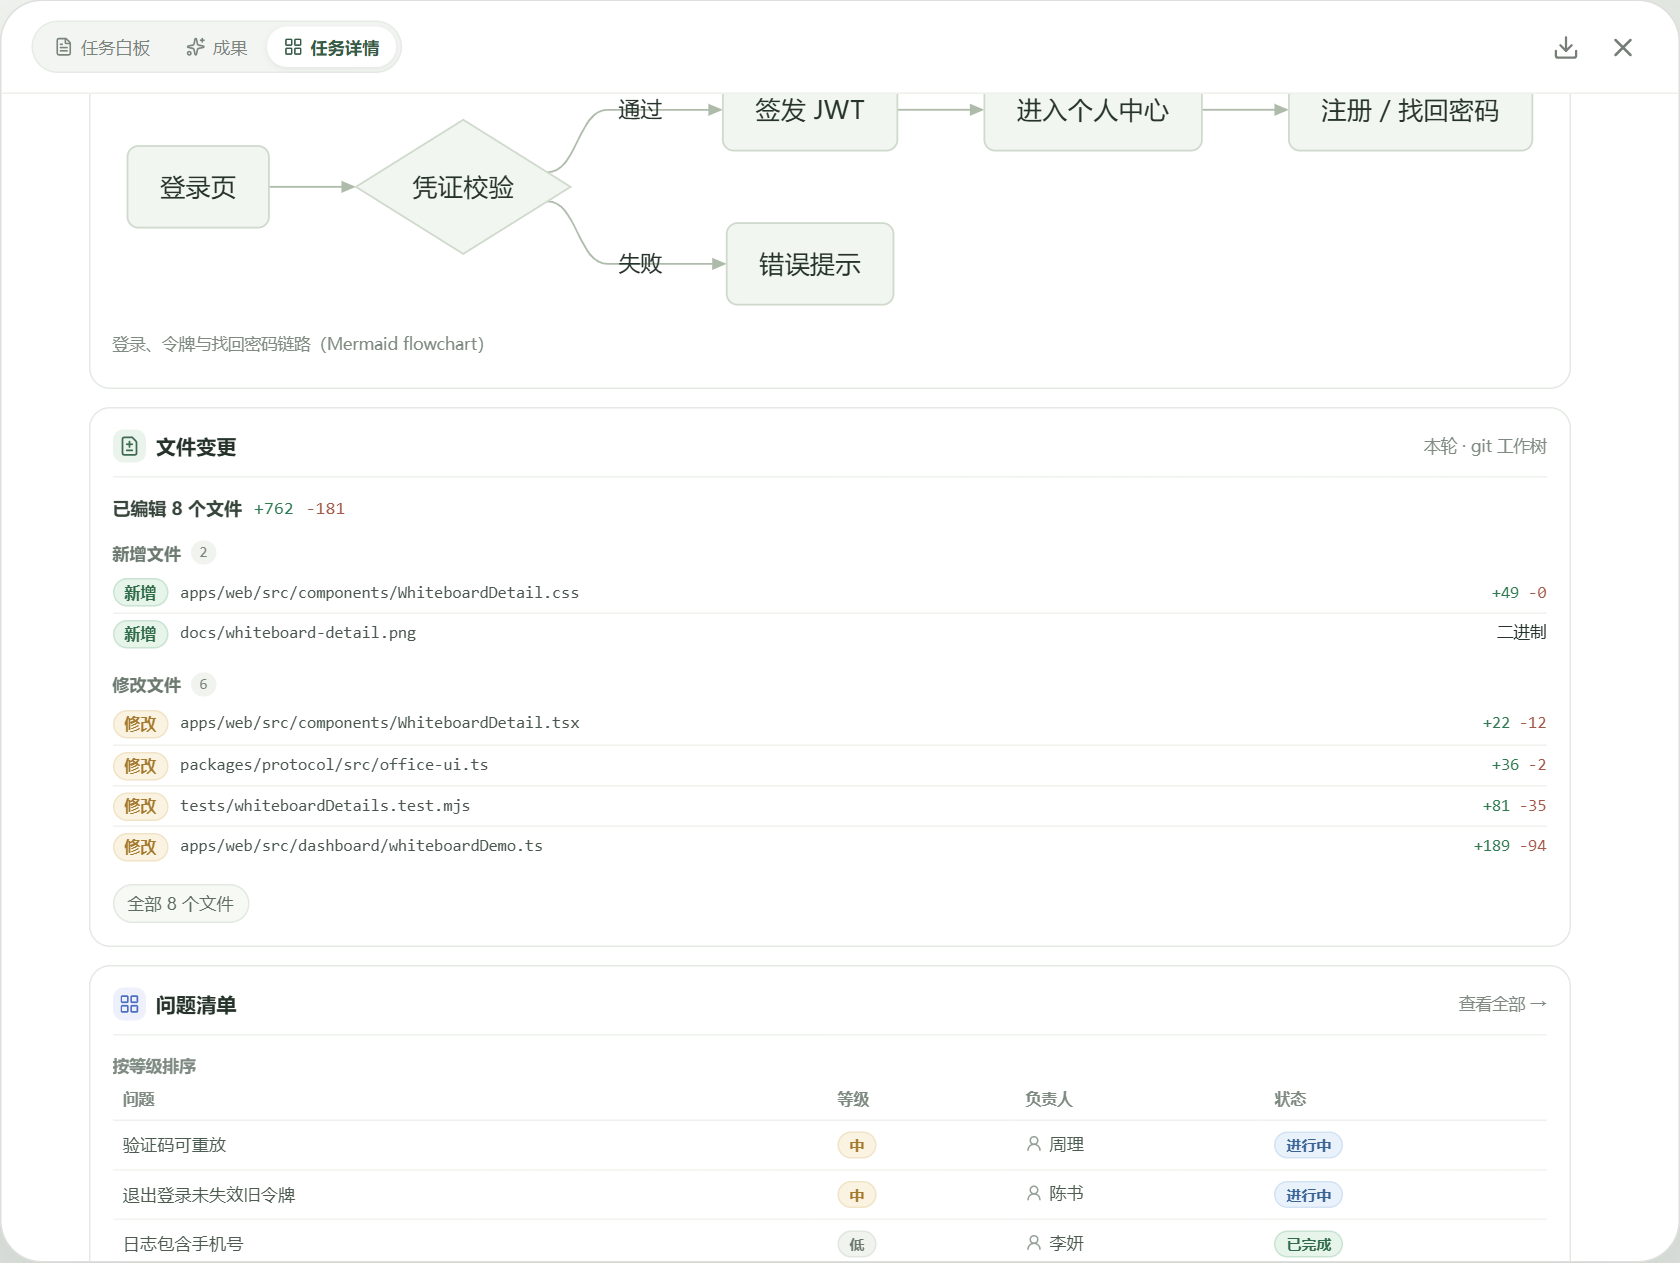 任务白板 成果 任务详情
通过 签发 JWT 进入个人中心 注册 / 找回密码
登录页 凭证校验
失败 错误提示
登录、令牌与找回密码链路（Mermaid flowchart）
文件变更 本轮 · git 工作树
已编辑 8 个文件 +762 -181
新增文件 2
新增 apps/web/src/components/WhiteboardDetail.css +49 -0
新增 docs/whiteboard-detail.png 二进制
修改文件 6
修改 apps/web/src/components/WhiteboardDetail.tsx +22 -12
修改 packages/protocol/src/office-ui.ts +36 -2
修改 tests/whiteboardDetails.test.mjs +81 -35
修改 apps/web/src/dashboard/whiteboardDemo.ts +189 -94
全部 8 个文件
问题清单 查看全部 →
按等级排序
问题 等级 负责人 状态
验证码可重放 中 周理 进行中
退出登录未失效旧令牌 中 陈书 进行中
日志包含手机号 低 李妍 已完成